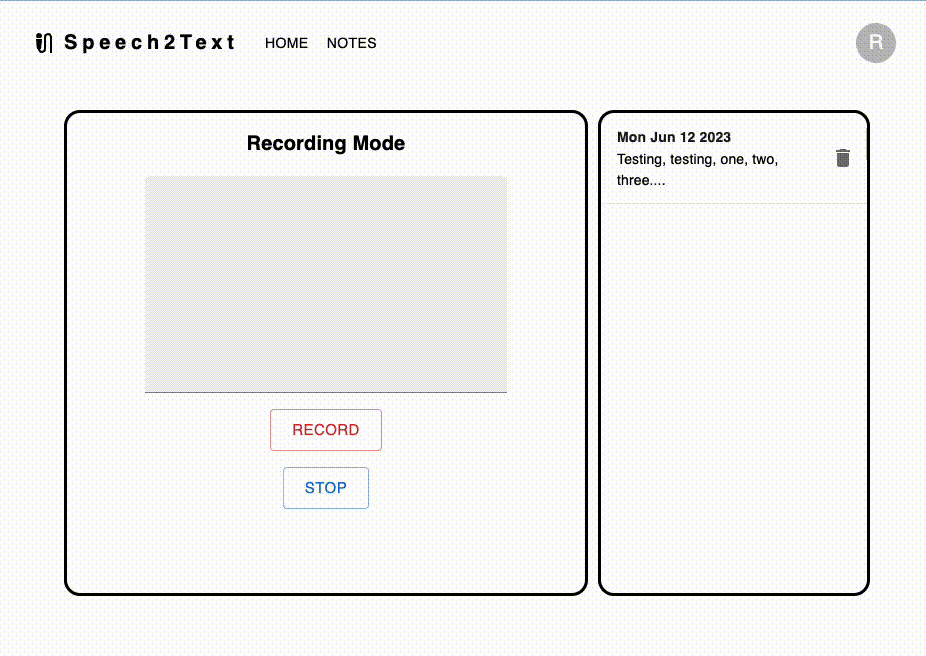 Speech2Text
HOME
NOTES
R
Recording Mode
RECORD
STOP
Mon Jun 12 2023
Testing, testing, one, two,
three....